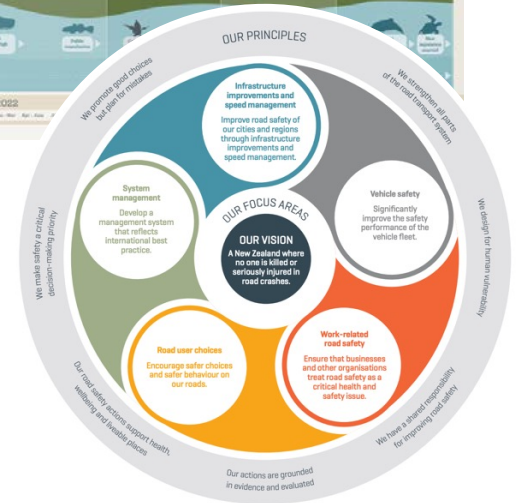 2022
OUR PRINCIPLES
We promote good choices
but plan for mistakes
We strengthen all parts
of the road transport system
We design for human vulnerability
We have a shared responsibility
for improving road safety
Our actions are grounded
in evidence and evaluated
Our road safety actions support health,
wellbeing and liveable places
We make safety a critical
decision-making priority
Infrastructure
improvements and
speed management
Improve road safety of
our cities and regions
through infrastructure
improvements and
speed management.
Vehicle safety
Significantly
improve the safety
performance of the
vehicle fleet.
Work-related
road safety
Ensure that businesses
and other organisations
treat road safety as a
critical health and
safety issue.
Road user choices
Encourage safer choices
and safer behaviour on
our roads.
System
management
Develop a
management system
that reflects
international best
practice.
OUR FOCUS AREAS
OUR VISION
A New Zealand where
no one is killed or
seriously injured in
road crashes.